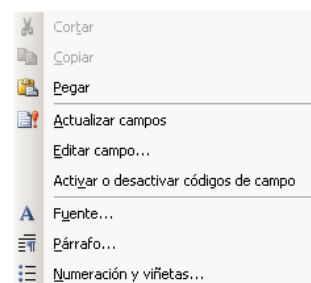 Cortar
Copiar
Pegar
Actualizar campos
Editar campo...
Activar o desactivar códigos de campo
Fuente...
Párrafo...
Numeración y viñetas...